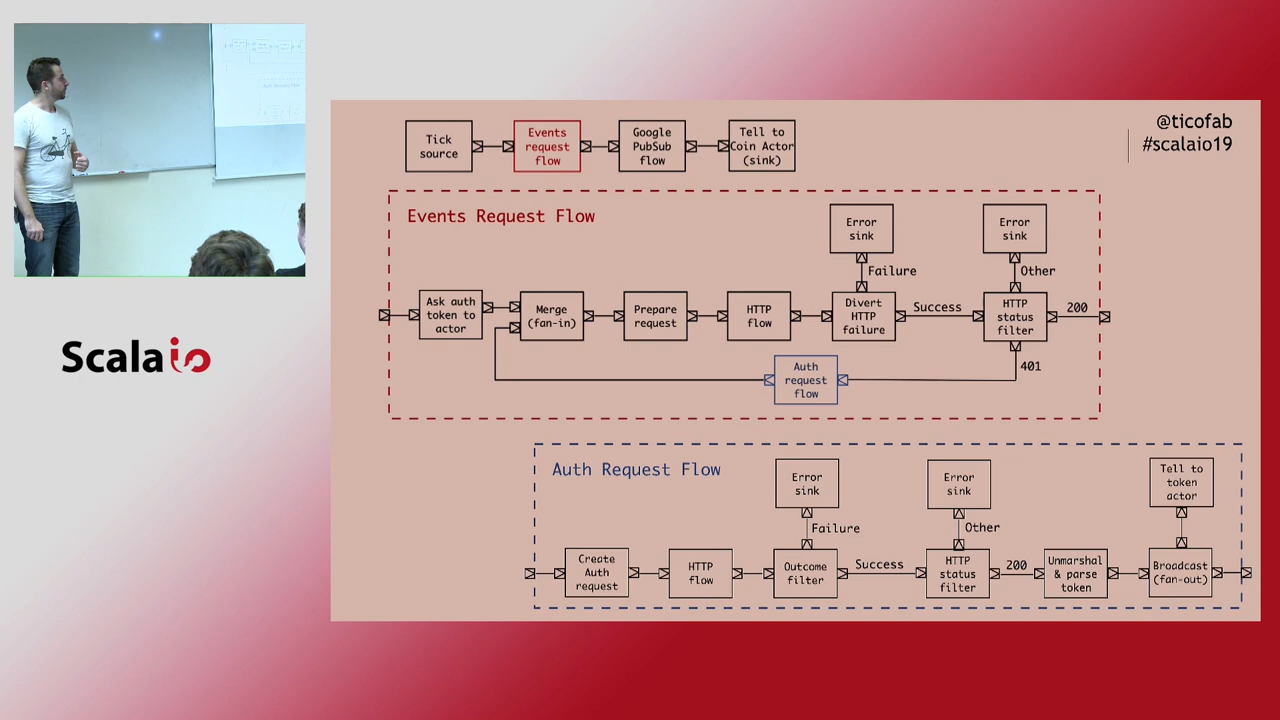 @ticofab
#scalaio19
Tick
source
Events
request
flow
Google
PubSub
flow
Tell to
Coin Actor
(sink)
Events Request Flow
Error
sink
Error
sink
Failure
Other
Ask auth
token to
actor
Merge
(fan-in)
Prepare
request
HTTP
flow
Divert
HTTP
failure
Success
HTTP
status
filter
200
401
Auth
request
flow
Scalaio
Auth Request Flow
Error
sink
Error
sink
Tell to
token
actor
Failure
Other
Create
Auth
request
HTTP
flow
Outcome
filter
Success
HTTP
status
filter
200
Unmarshal
& parse
token
Broadcast
(fan-out)